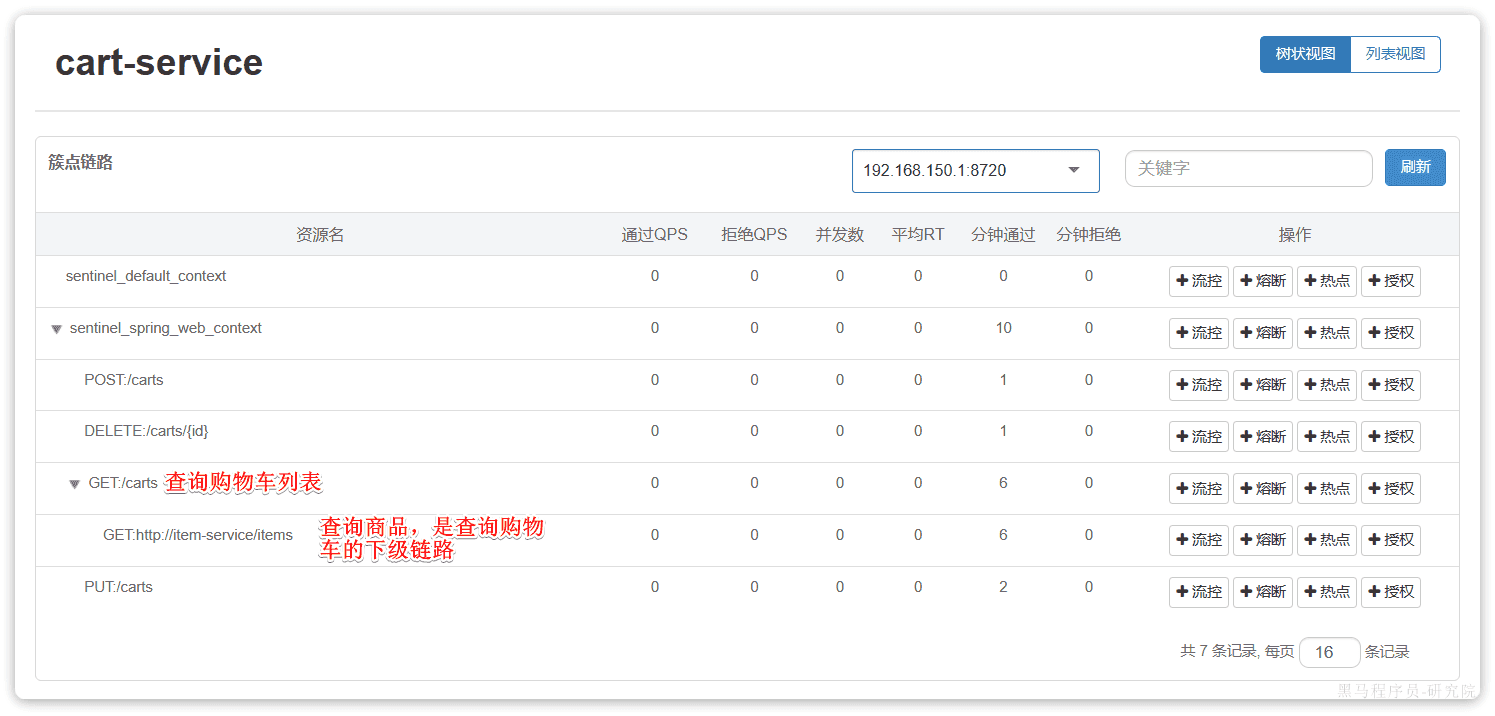 cart-service
树状视图 列表视图
簇点链路 192.168.150.1:8720 关键字 刷新
资源名 通过QPS 拒绝QPS 并发数 平均RT 分钟通过 分钟拒绝 操作
sentinel_default_context 0 0 0 0 0 0 流控 熔断 热点 授权
sentinel_spring_web_context 0 0 0 0 10 0 流控 熔断 热点 授权
POST:/carts 0 0 0 0 1 0 流控 熔断 热点 授权
DELETE:/carts/{id} 0 0 0 0 1 0 流控 熔断 热点 授权
GET:/carts 查询购物车列表 0 0 0 0 6 0 流控 熔断 热点 授权
GET:http://item-service/items 0 0 0 0 6 0 流控 熔断 热点 授权
查询商品，是查询购物
车的下级链路
PUT:/carts 0 0 0 0 2 0 流控 熔断 热点 授权
共 7 条记录, 每页 16 条记录
黑马程序员-研究院